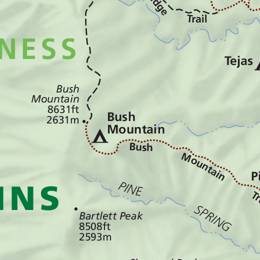 dge
Trail
NESS
Tejas
Bush
Mountain
8631ft
2631m
Bush
Mountain
Bush
Mountain
Pi
Tra
INS
PINE
SPRING
Bartlett Peak
8508ft
2593m